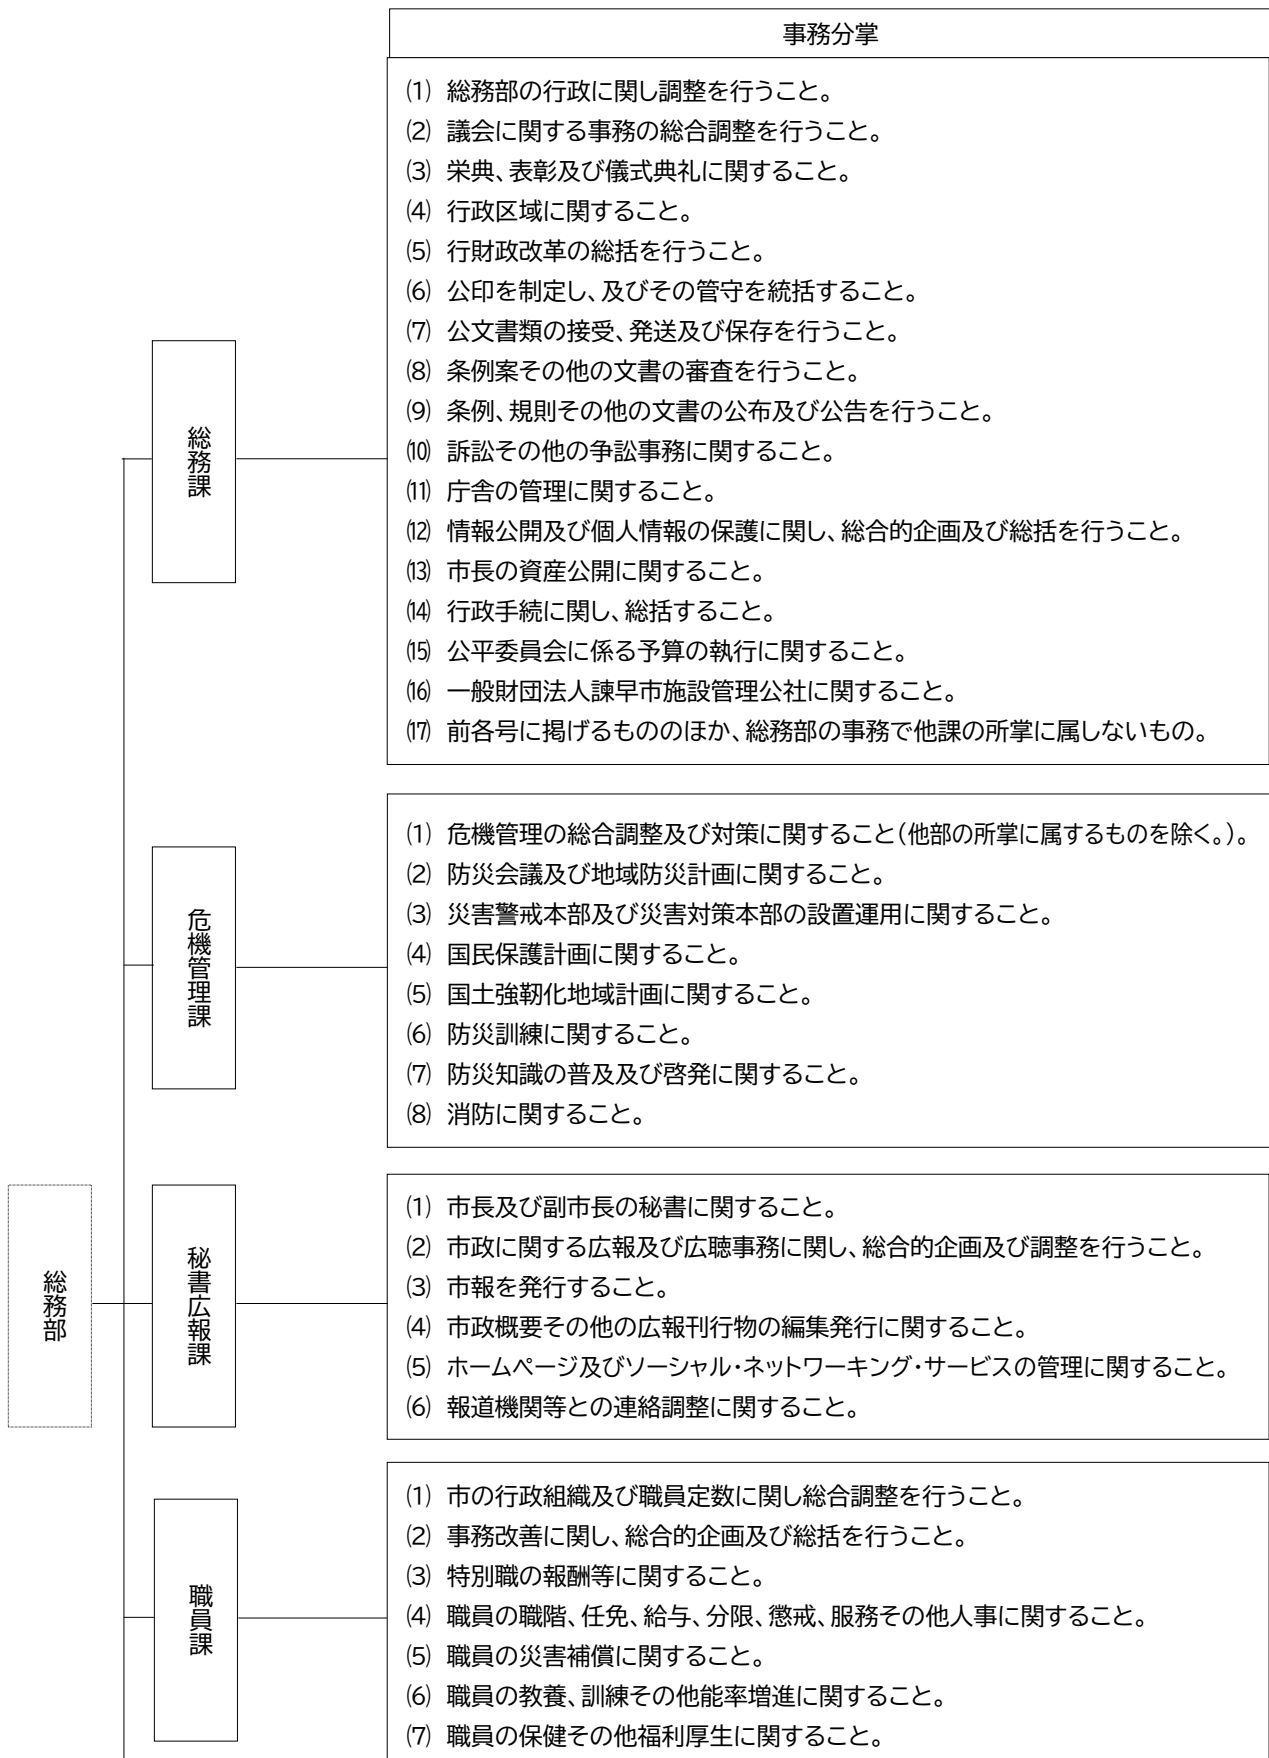 事務分掌
総務部
総務課
⑴ 総務部の行政に関し調整を行うこと。
⑵ 議会に関する事務の総合調整を行うこと。
⑶ 栄典、表彰及び儀式典礼に関すること。
⑷ 行政区域に関すること。
⑸ 行財政改革の総括を行うこと。
⑹ 公印を制定し、及びその管守を統括すること。
⑺ 公文書類の接受、発送及び保存を行うこと。
⑻ 条例案その他の文書の審査を行うこと。
⑼ 条例、規則その他の文書の公布及び公告を行うこと。
⑽ 訴訟その他の争訟事務に関すること。
⑾ 庁舎の管理に関すること。
⑿ 情報公開及び個人情報の保護に関し、総合的企画及び総括を行うこと。
⒀ 市長の資産公開に関すること。
⒁ 行政手続に関し、総括すること。
⒂ 公平委員会に係る予算の執行に関すること。
⒃ 一般財団法人諫早市施設管理公社に関すること。
⒄ 前各号に掲げるもののほか、総務部の事務で他課の所掌に属しないもの。
危機管理課
⑴ 危機管理の総合調整及び対策に関すること（他部の所掌に属するものを除く。）。
⑵ 防災会議及び地域防災計画に関すること。
⑶ 災害警戒本部及び災害対策本部の設置運用に関すること。
⑷ 国民保護計画に関すること。
⑸ 国土強靭化地域計画に関すること。
⑹ 防災訓練に関すること。
⑺ 防災知識の普及及び啓発に関すること。
⑻ 消防に関すること。
秘書広報課
⑴ 市長及び副市長の秘書に関すること。
⑵ 市政に関する広報及び広聴事務に関し、総合的企画及び調整を行うこと。
⑶ 市報を発行すること。
⑷ 市政概要その他の広報刊行物の編集発行に関すること。
⑸ ホームページ及びソーシャル・ネットワーキング・サービスの管理に関すること。
⑹ 報道機関等との連絡調整に関すること。
職員課
⑴ 市の行政組織及び職員定数に関し総合調整を行うこと。
⑵ 事務改善に関し、総合的企画及び総括を行うこと。
⑶ 特別職の報酬等に関すること。
⑷ 職員の職階、任免、給与、分限、懲戒、服務その他人事に関すること。
⑸ 職員の災害補償に関すること。
⑹ 職員の教養、訓練その他能率増進に関すること。
⑺ 職員の保健その他福利厚生に関すること。